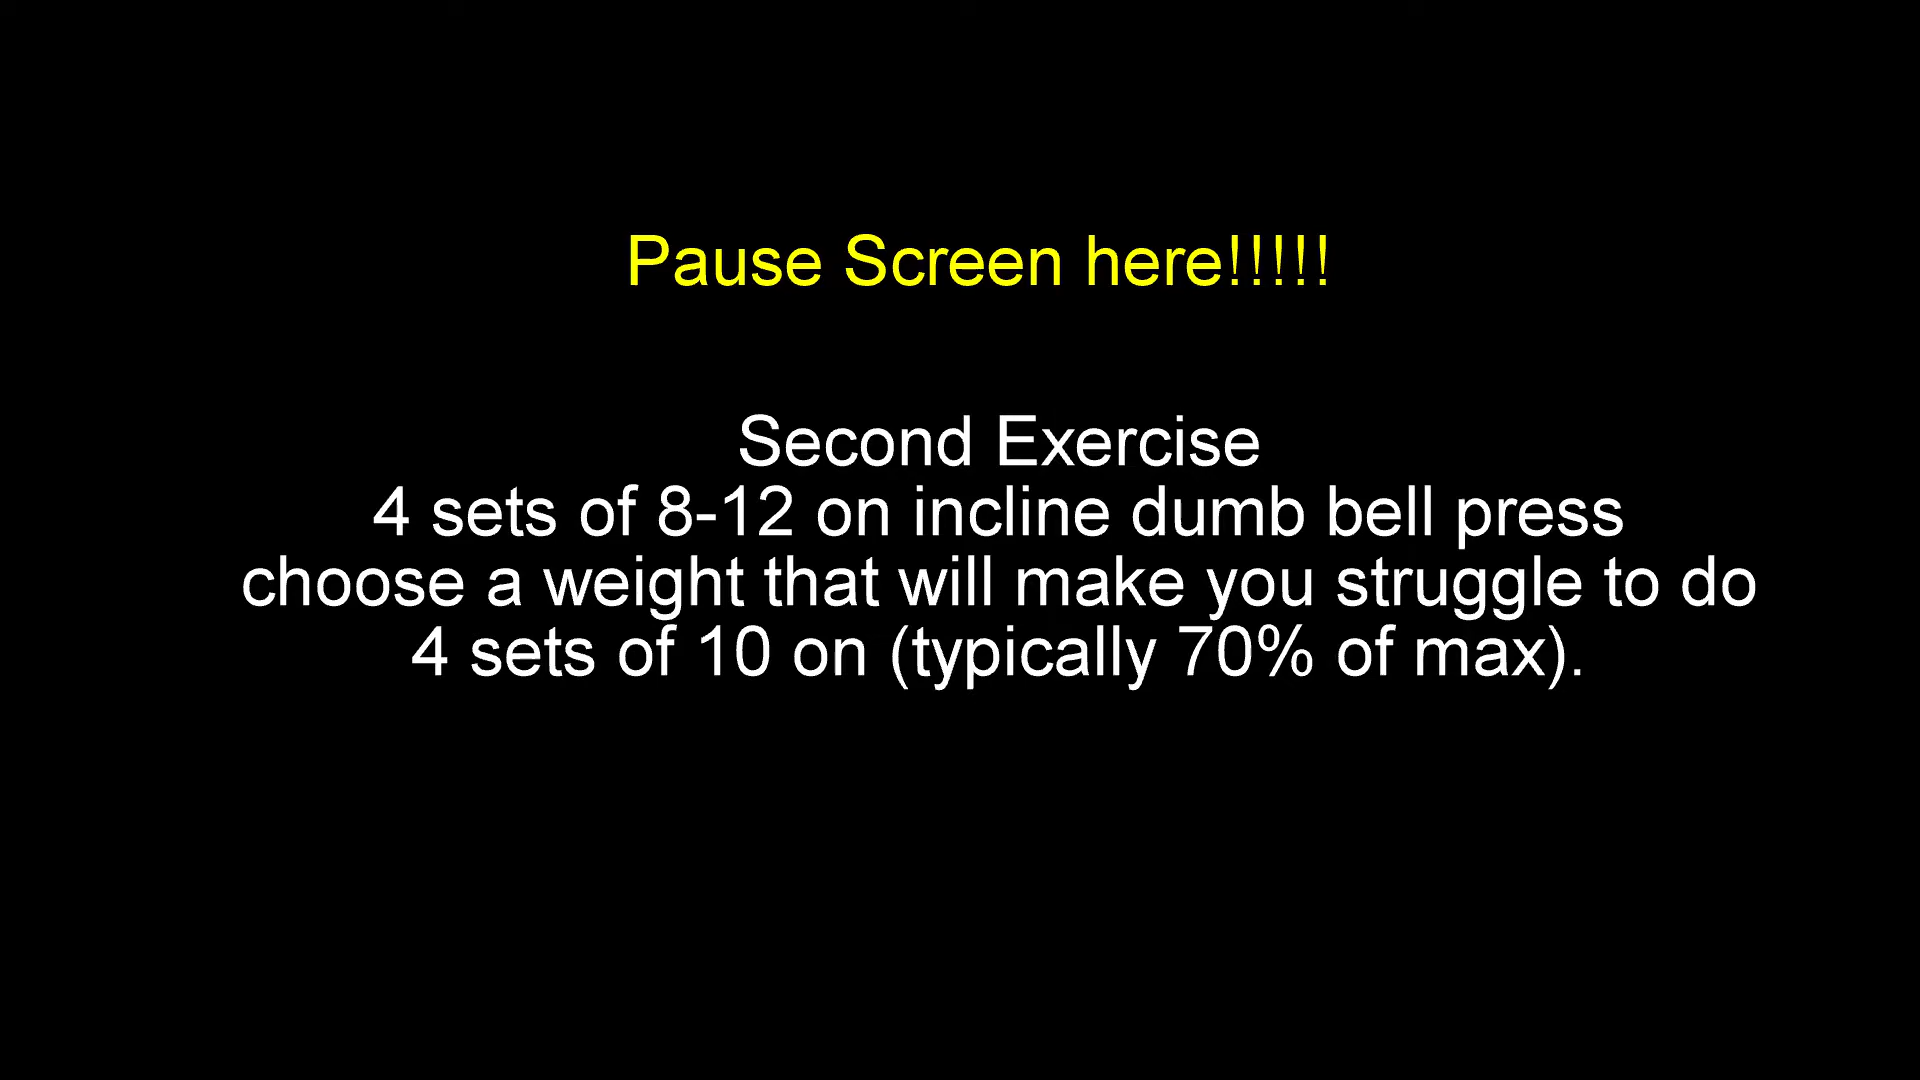 Pause Screen here!!!!!
Second Exercise
4 sets of 8-12 on incline dumb bell press
choose a weight that will make you struggle to do
4 sets of 10 on (typically 70% of max).